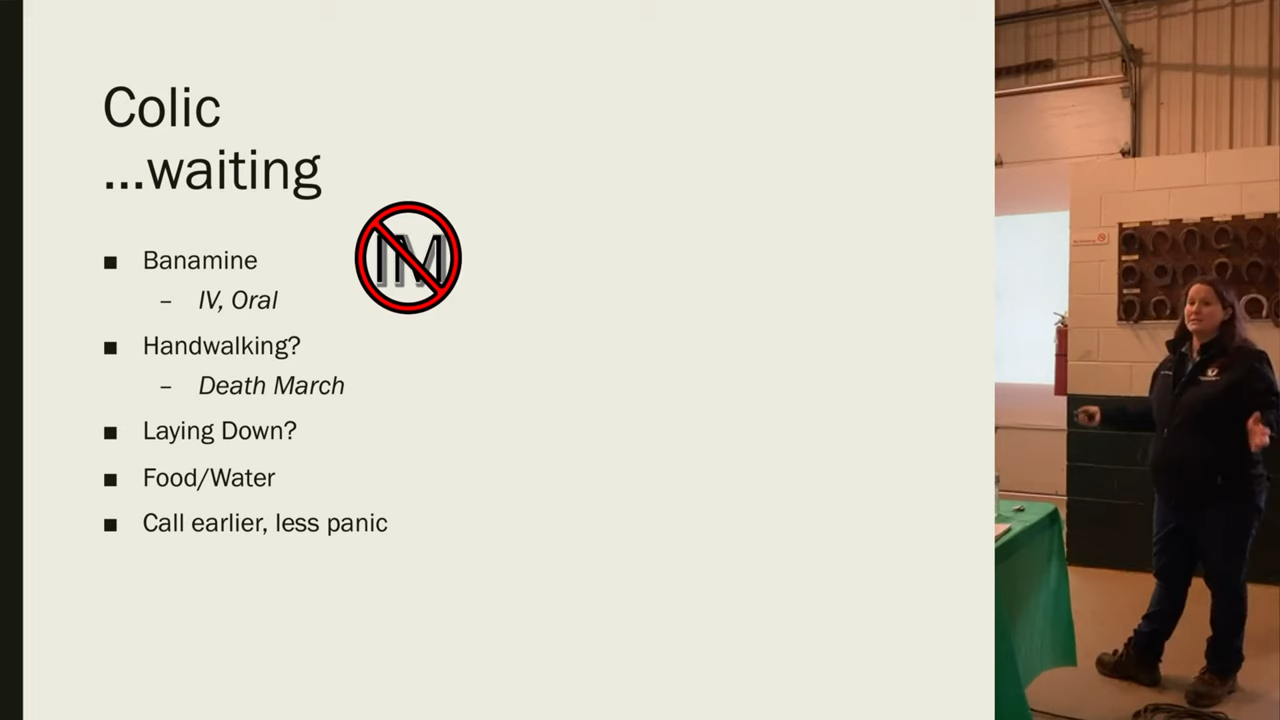 Colic
...waiting
■ Banamine
– IV, Oral
IM
■ Handwalking?
– Death March
■ Laying Down?
■ Food/Water
■ Call earlier, less panic